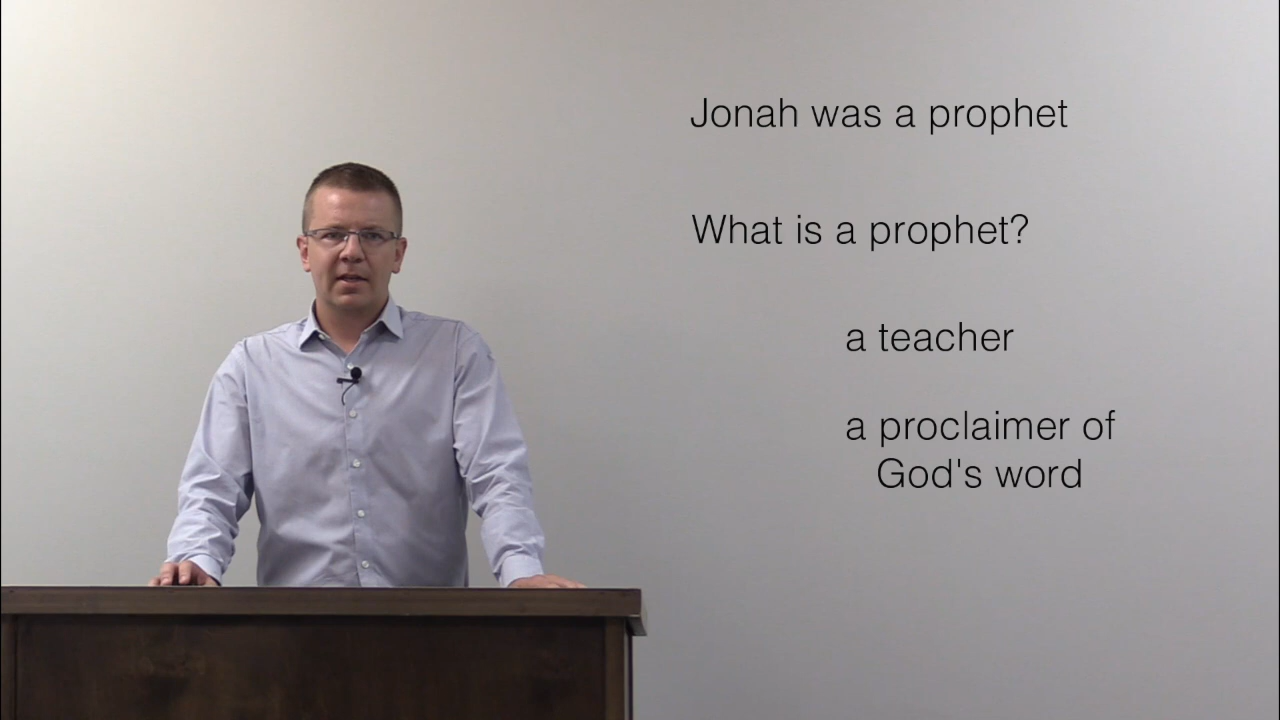 Jonah was a prophet
What is a prophet?
a teacher
a proclaimer of
God's word